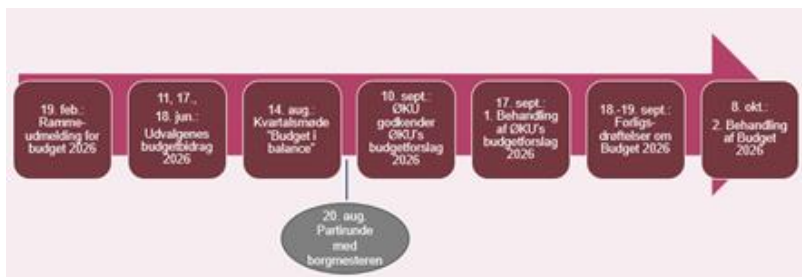 19. feb.:
Ramme-
udmelding for
budget 2026
11, 17.,
18. jun.:
Udvalgenes
budgetbidrag
2026
14. aug.:
Kvartalsmøde
"Budget i
balance"
10. sept.:
ØKU
godkender
ØKU's
budgetforslag
2026
17. sept.:
1. Behandling
af ØKU's
budgetforslag
2026
18.-19. sept.:
Forligs-
drøftelser om
Budget 2026
8. okt.:
2. Behandling
af Budget
2026
20. aug.
Partirunde
med
borgmesteren